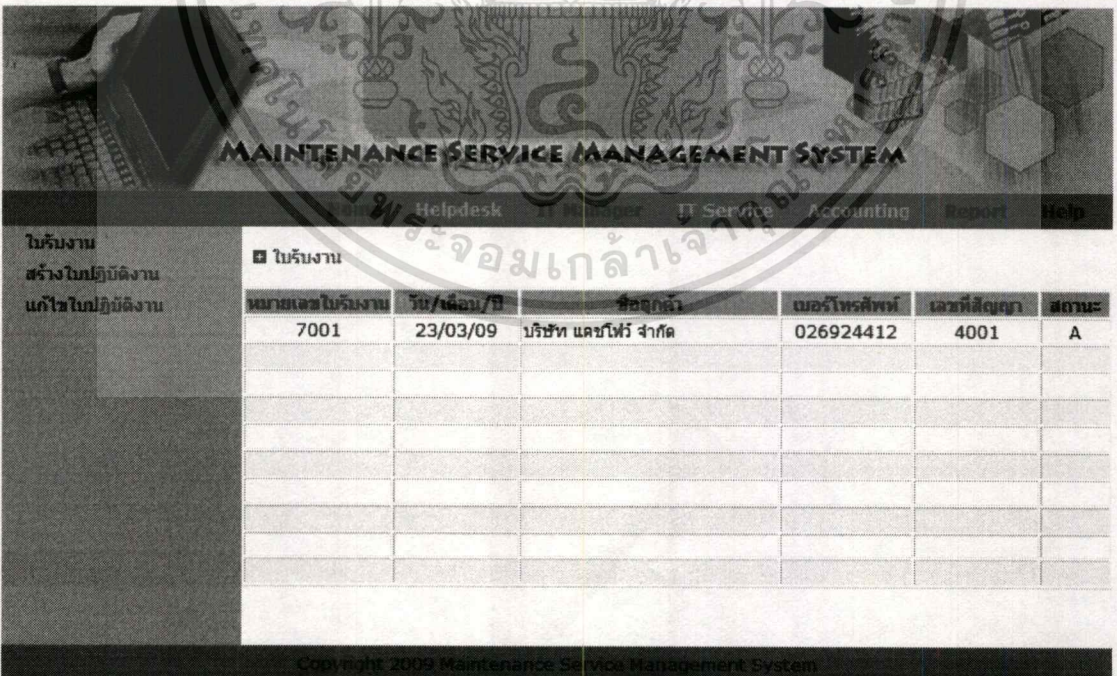 MAINTENANCE SERVICE MANAGEMENT SYSTEM
Home Helpdesk IT Manager IT Service Accounting Report Help
ใบรับงาน
สร้างใบปฏิบัติงาน
แก้ไขใบปฏิบัติงาน
ใบรับงาน
หมายเลขใบรับงาน วัน/เดือน/ปี ชื่อลูกค้า เบอร์โทรศัพท์ เลขที่สัญญา สถานะ
7001 23/03/09 บริษัท แคชไฟว์ จำกัด 026924412 4001 A
Copyright 2009 Maintenance Service Management System